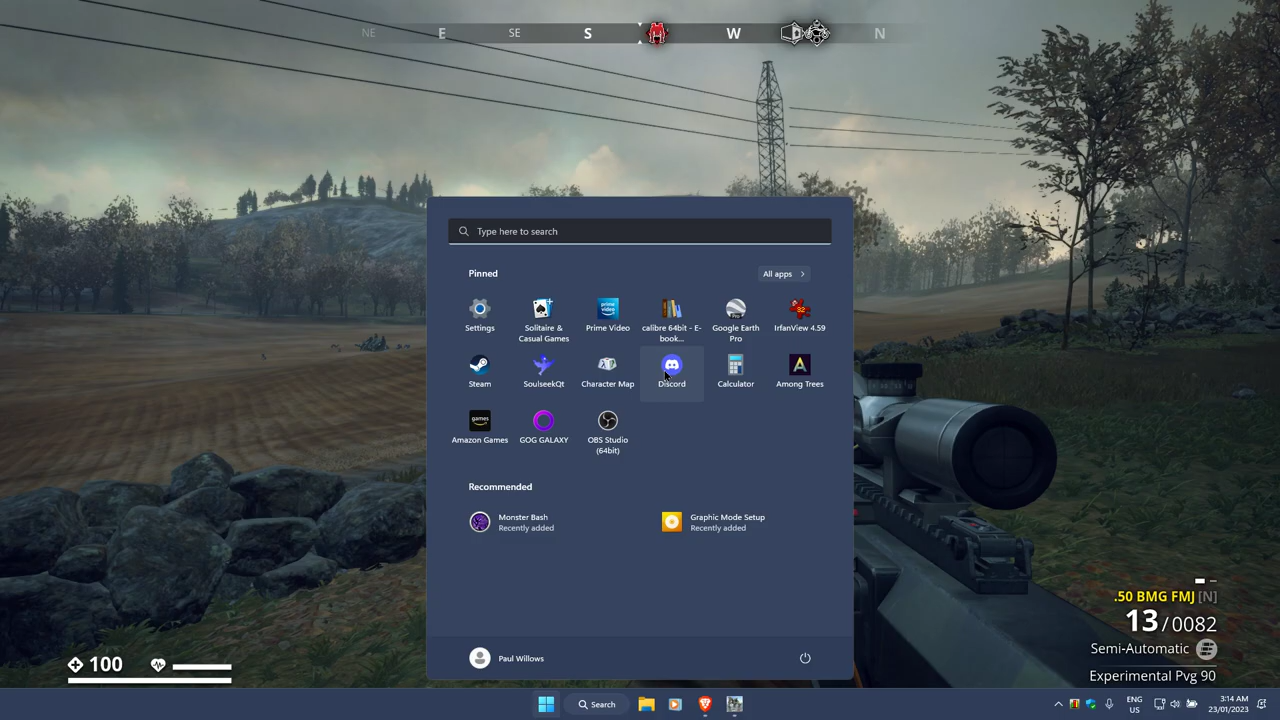 NE E SE S W N
Type here to search
Pinned
All apps
Settings
Solitaire &
Casual Games
Prime Video
calibre 64bit - E-
book...
Google Earth
Pro
IrfanView 4.59
Steam
SoulseekQt
Character Map
Discord
Calculator
Among Trees
Amazon Games
GOG GALAXY
OBS Studio
(64bit)
Recommended
Monster Bash
Recently added
Graphic Mode Setup
Recently added
Paul Willows
100
.50 BMG FMJ [N]
13/0082
Semi-Automatic
Experimental Pvg 90
Search
ENG
US
3:14 AM
23/01/2023